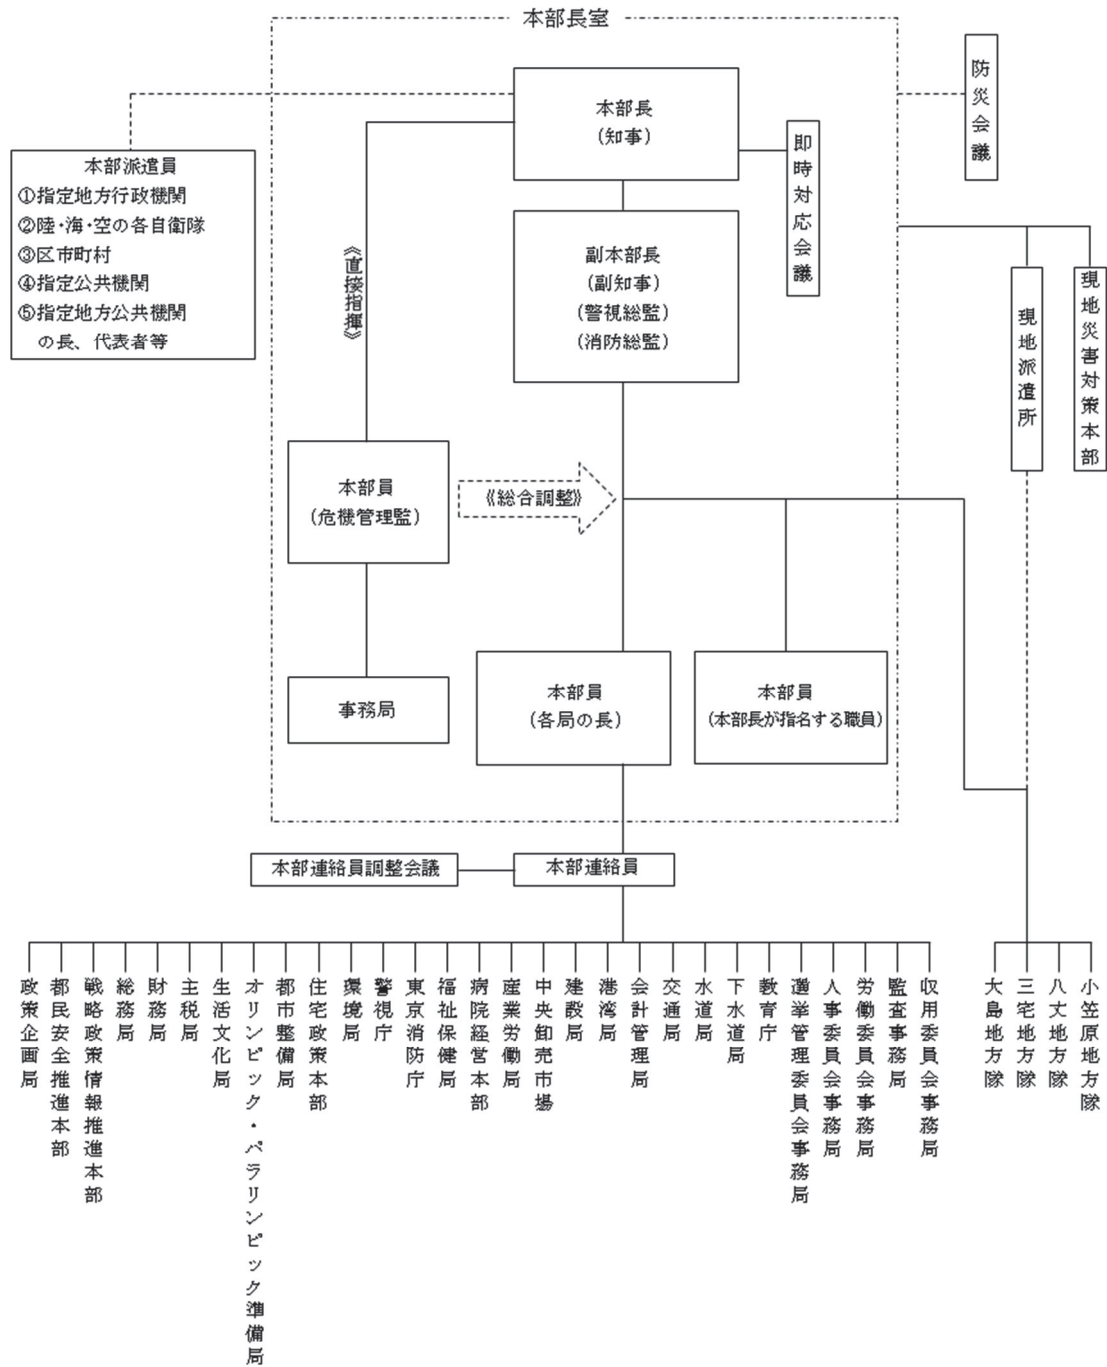 本部長室
本部長
(知事)
防災会議
即時対応会議
本部派遣員
①指定地方行政機関
②陸・海・空の各自衛隊
③区市町村
④指定公共機関
⑤指定地方公共機関
の長、代表者等
《直接指揮》
副本部長
(副知事)
(警視総監)
(消防総監)
現地派遣所
現地災害対策本部
本部員
(危機管理監)
《総合調整》
事務局
本部員
(各局の長)
本部員
(本部長が指名する職員)
本部連絡員調整会議
本部連絡員
政策企画局
都民安全推進本部
戦略政策情報推進本部
総務局
財務局
主税局
生活文化局
オリンピック・パラリンピック準備局
都市整備局
住宅政策本部
環境局
警視庁
東京消防庁
福祉保健局
病院経営本部
産業労働局
中央卸売市場
建設局
港湾局
会計管理局
交通局
水道局
下水道局
教育庁
選挙管理委員会事務局
人事委員会事務局
労働委員会事務局
監査事務局
収用委員会事務局
大島地方隊
三宅地方隊
八丈地方隊
小笠原地方隊